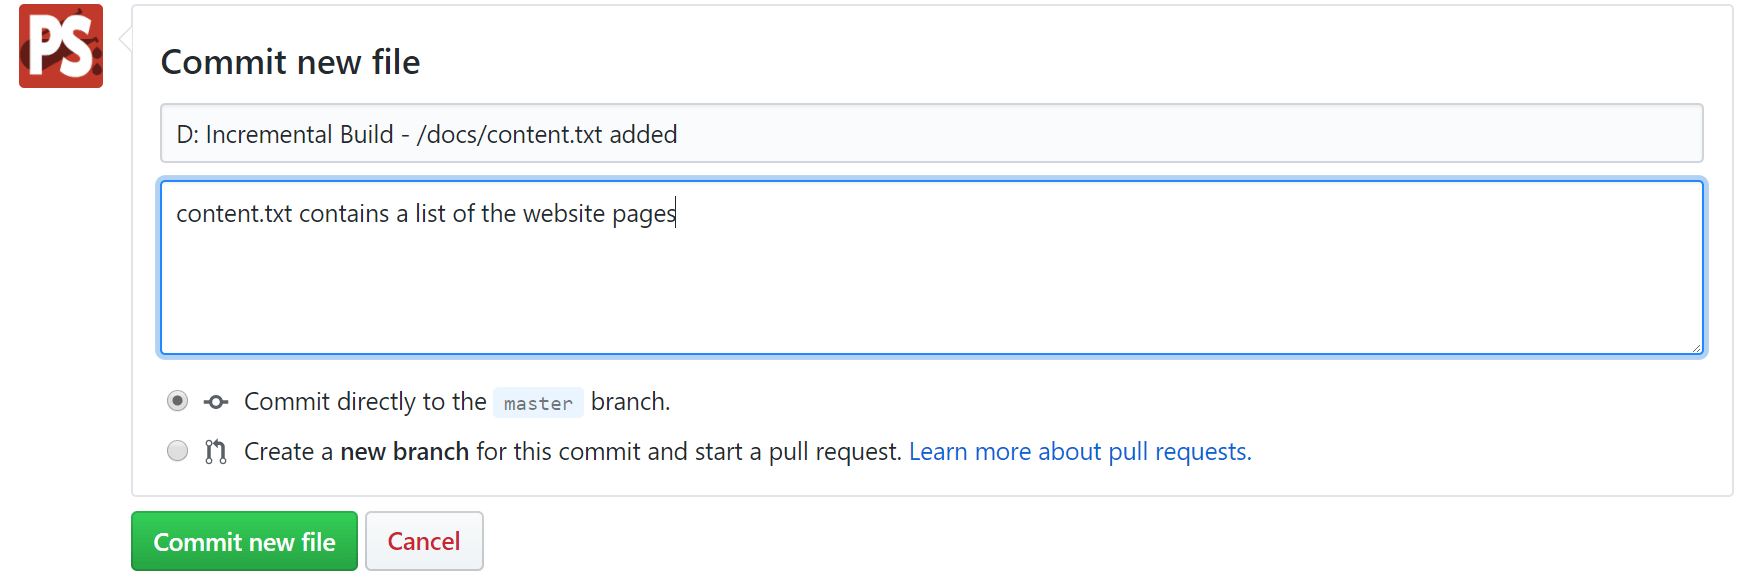 PS
Commit new file
D: Incremental Build - /docs/content.txt added
content.txt contains a list of the website pages
Commit directly to the master branch.
Create a new branch for this commit and start a pull request. Learn more about pull requests.
Commit new file
Cancel